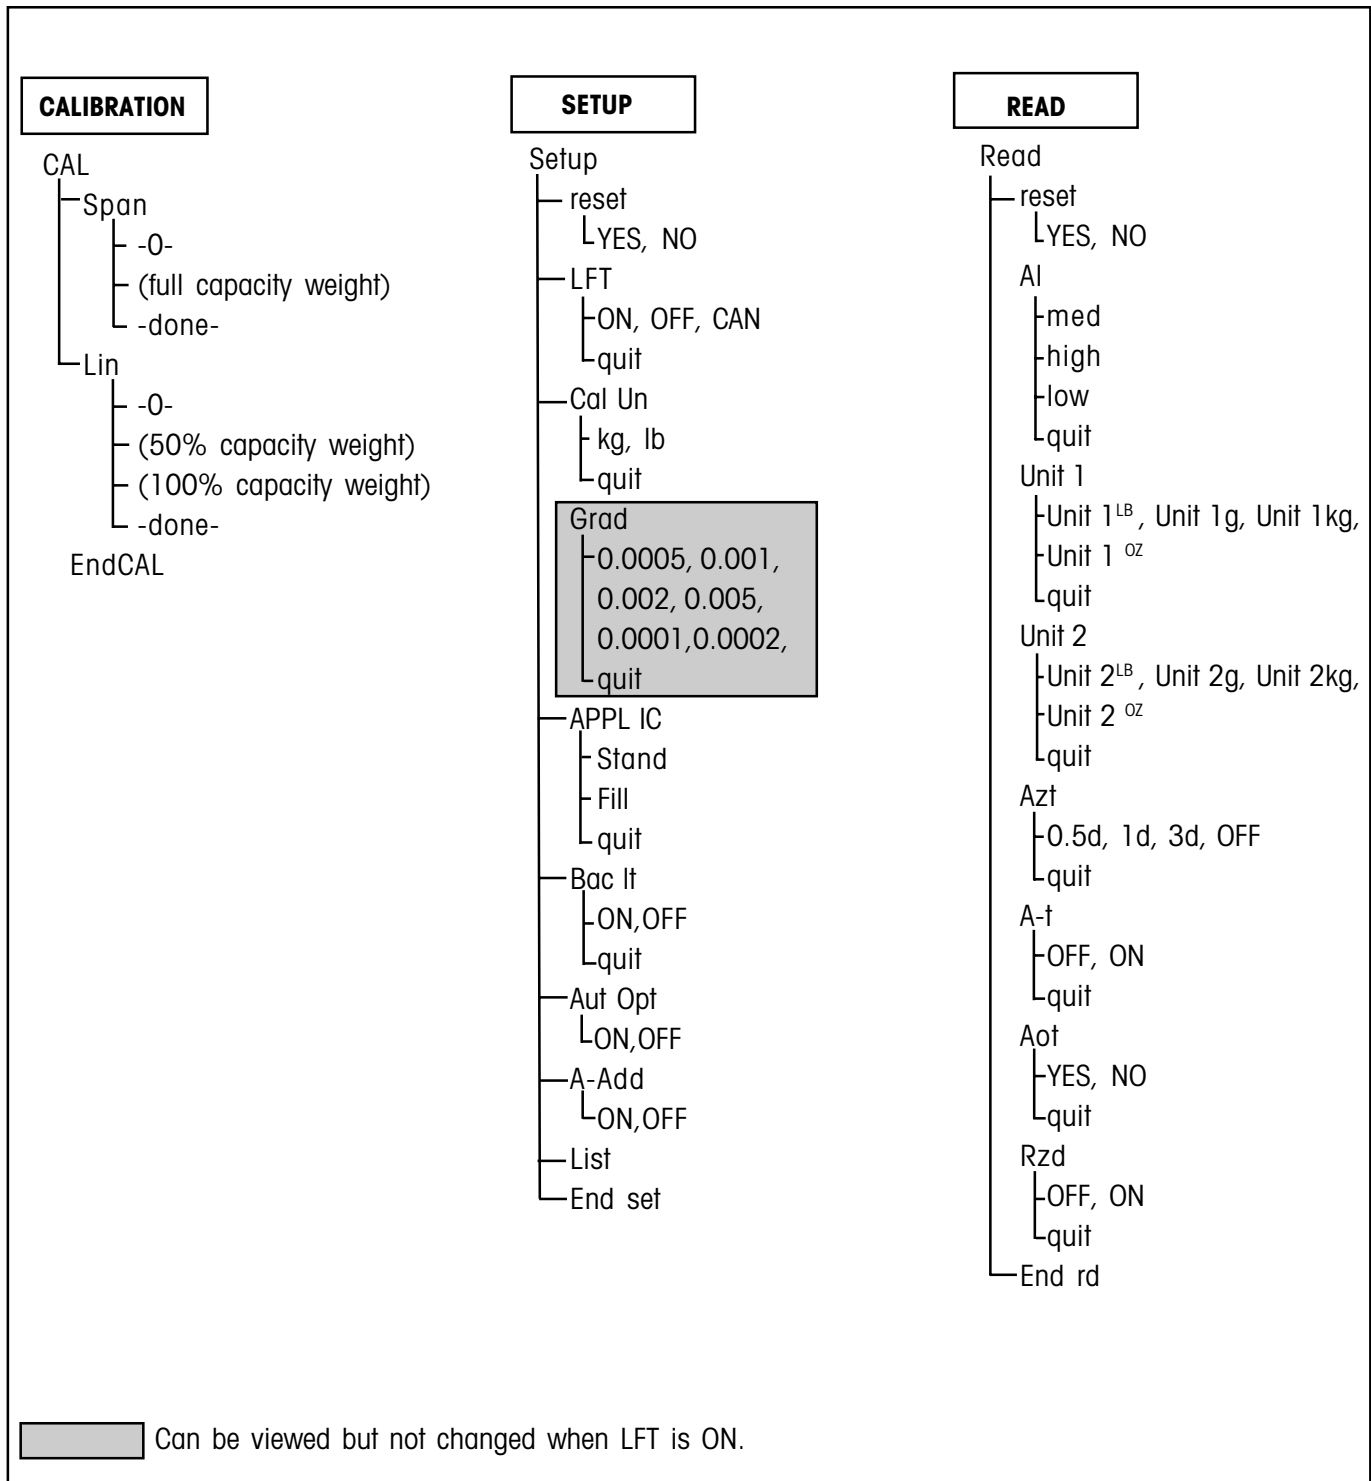 CALIBRATION
CAL
Span
-0-
(full capacity weight)
-done-
Lin
-0-
(50% capacity weight)
(100% capacity weight)
-done-
EndCAL
SETUP
Setup
reset
YES, NO
LFT
ON, OFF, CAN
quit
Cal Un
kg, lb
quit
Grad
0.0005, 0.001,
0.002, 0.005,
0.0001,0.0002,
quit
APPL IC
Stand
Fill
quit
Bac lt
ON,OFF
quit
Aut Opt
ON,OFF
A-Add
ON,OFF
List
End set
READ
Read
reset
YES, NO
AI
med
high
low
quit
Unit 1
Unit 1LB , Unit 1g, Unit 1kg,
Unit 1 OZ
quit
Unit 2
Unit 2LB , Unit 2g, Unit 2kg,
Unit 2 OZ
quit
Azt
0.5d, 1d, 3d, OFF
quit
A-t
OFF, ON
quit
Aot
YES, NO
quit
Rzd
OFF, ON
quit
End rd
Can be viewed but not changed when LFT is ON.